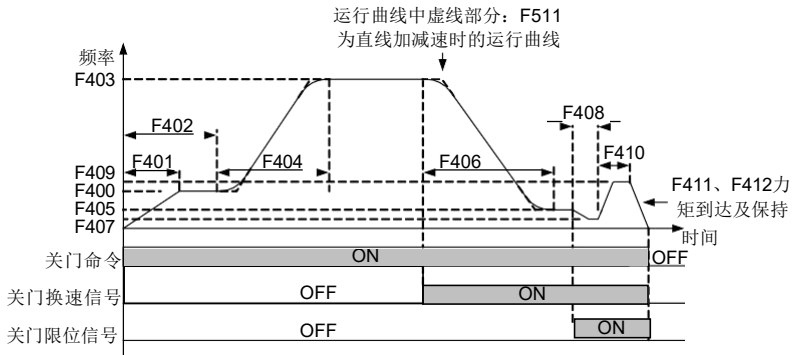 运行曲线中虚线部分：F511
为直线加减速时的运行曲线
频率
F403
F408
F402
F410
F401
F404
F406
F409
F400
F405
F407
F411、F412力
矩到达及保持
时间
关门命令
ON
OFF
关门换速信号
OFF
ON
关门限位信号
OFF
ON